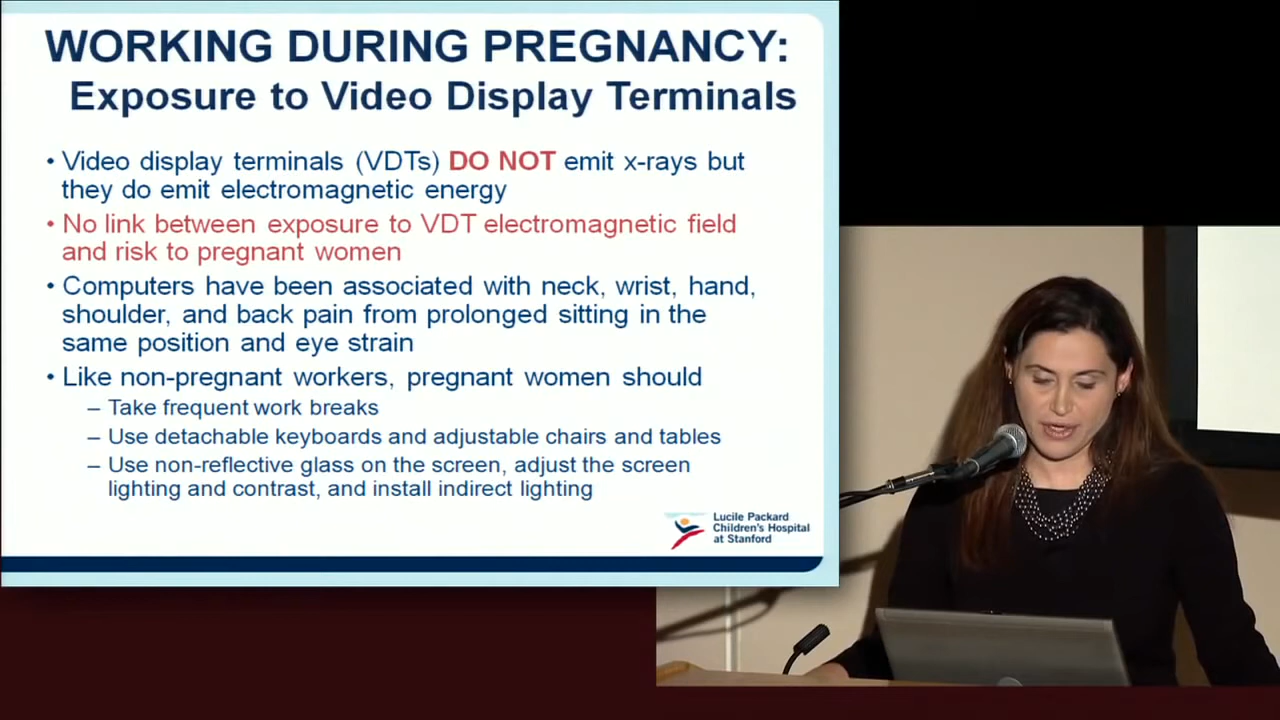 WORKING DURING PREGNANCY:
Exposure to Video Display Terminals
• Video display terminals (VDTs) DO NOT emit x-rays but
they do emit electromagnetic energy
• No link between exposure to VDT electromagnetic field
and risk to pregnant women
• Computers have been associated with neck, wrist, hand,
shoulder, and back pain from prolonged sitting in the
same position and eye strain
• Like non-pregnant workers, pregnant women should
– Take frequent work breaks
– Use detachable keyboards and adjustable chairs and tables
– Use non-reflective glass on the screen, adjust the screen
lighting and contrast, and install indirect lighting
Lucile Packard
Children's Hospital
at Stanford